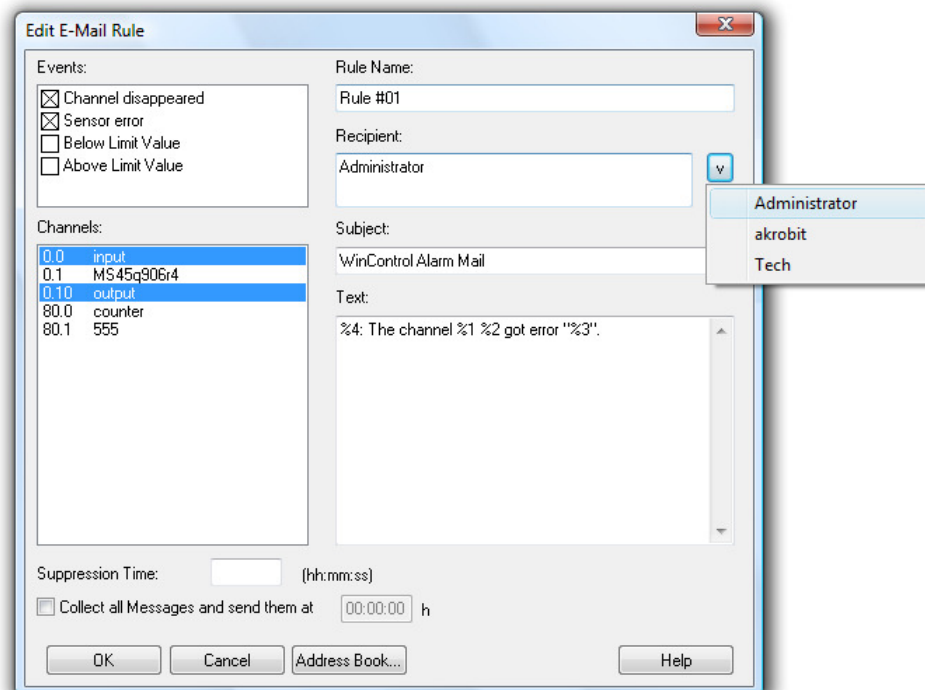 Edit E-Mail Rule
Events:
Channel disappeared
Sensor error
Below Limit Value
Above Limit Value
Rule Name:
Rule #01
Recipient:
Administrator
v
Administrator
akrobit
Tech
Channels:
0.0 input
0.1 MS45q906r4
0.10 output
80.0 counter
80.1 555
Subject:
WinControl Alarm Mail
Text:
%4: The channel %1 %2 got error "%3".
Suppression Time: (hh:mm:ss)
Collect all Messages and send them at 00:00:00 h
OK Cancel Address Book... Help